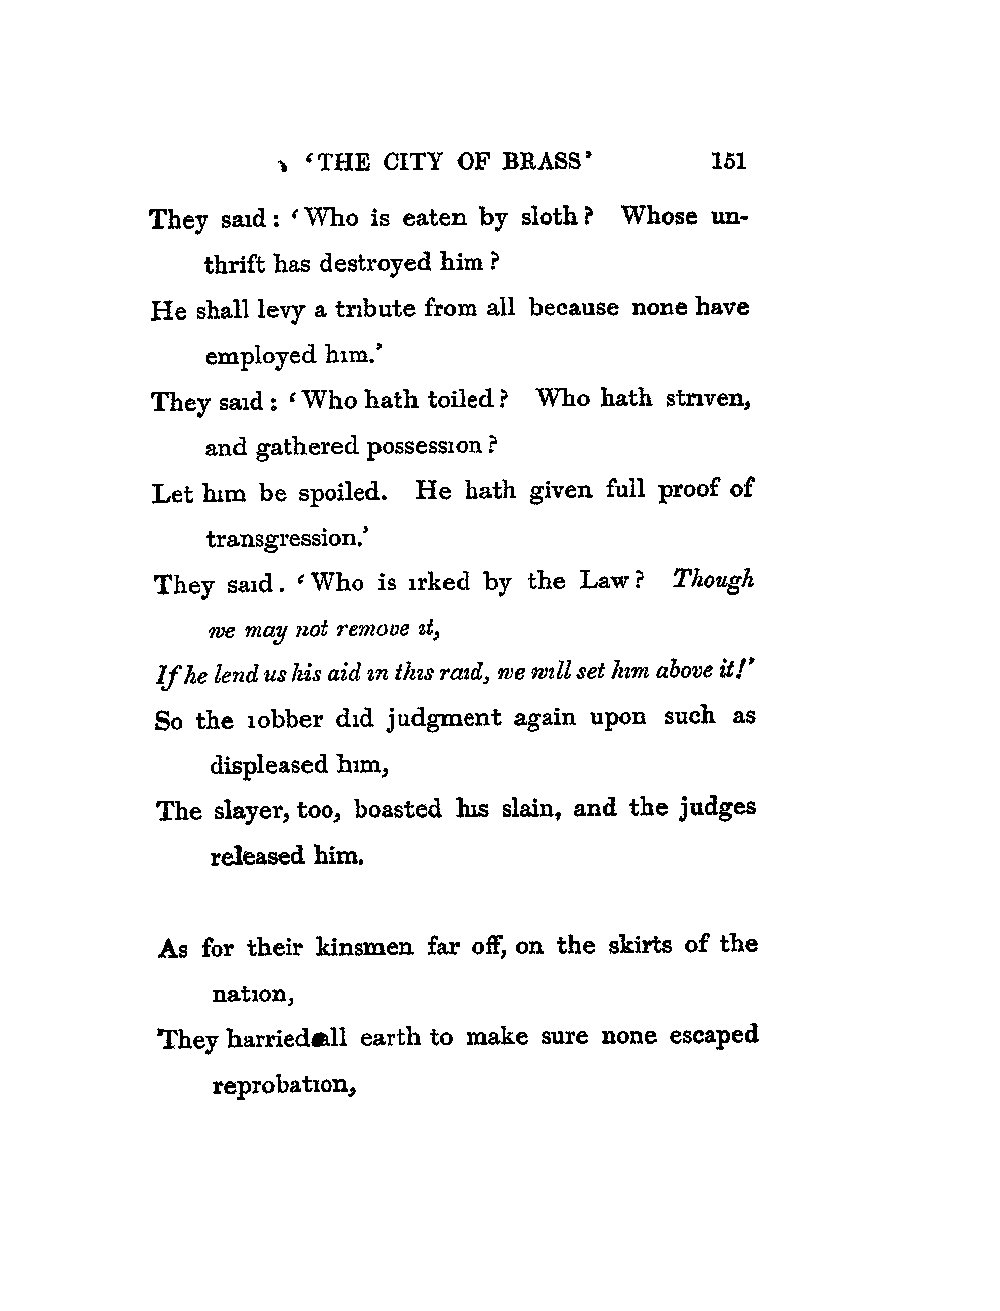 ‘THE CITY OF BRASS’ 151
They said: ‘Who is eaten by sloth? Whose un-
thrift has destroyed him?
He shall levy a tribute from all because none have
employed him.’
They said: ‘Who hath toiled? Who hath striven,
and gathered possession?
Let him be spoiled. He hath given full proof of
transgression.’
They said. ‘Who is irked by the Law? Though
we may not remove it,
If he lend us his aid in this raid, we will set him above it!’
So the robber did judgment again upon such as
displeased him,
The slayer, too, boasted his slain, and the judges
released him.
As for their kinsmen far off, on the skirts of the
nation,
They harried all earth to make sure none escaped
reprobation,